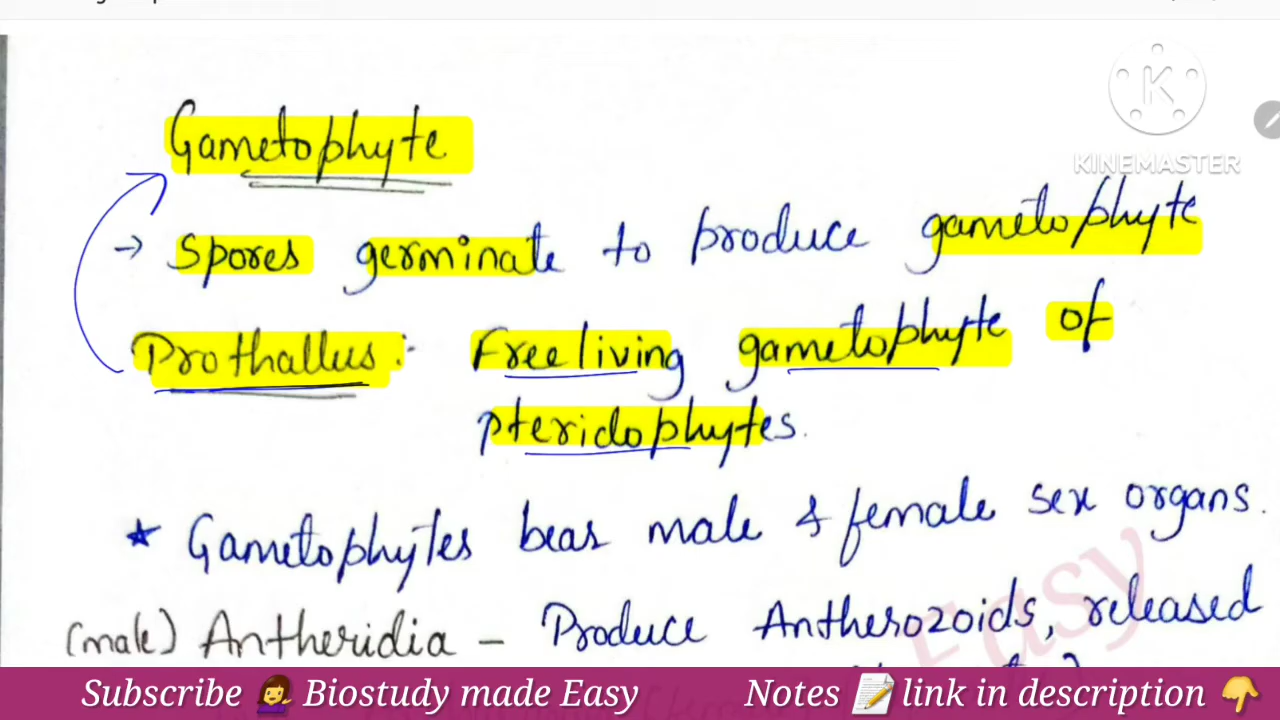 Gametophyte
KINEMASTER
→ Spores germinate to produce gametophyte
Prothallus :- Free living gametophyte of
pteridophytes.
★ Gametophytes bear male & female sex organs.
(male) Antheridia – Produce Antherozoids, released
Easy
Subscribe 💁‍♀️ Biostudy made Easy Notes 📝 link in description 👇